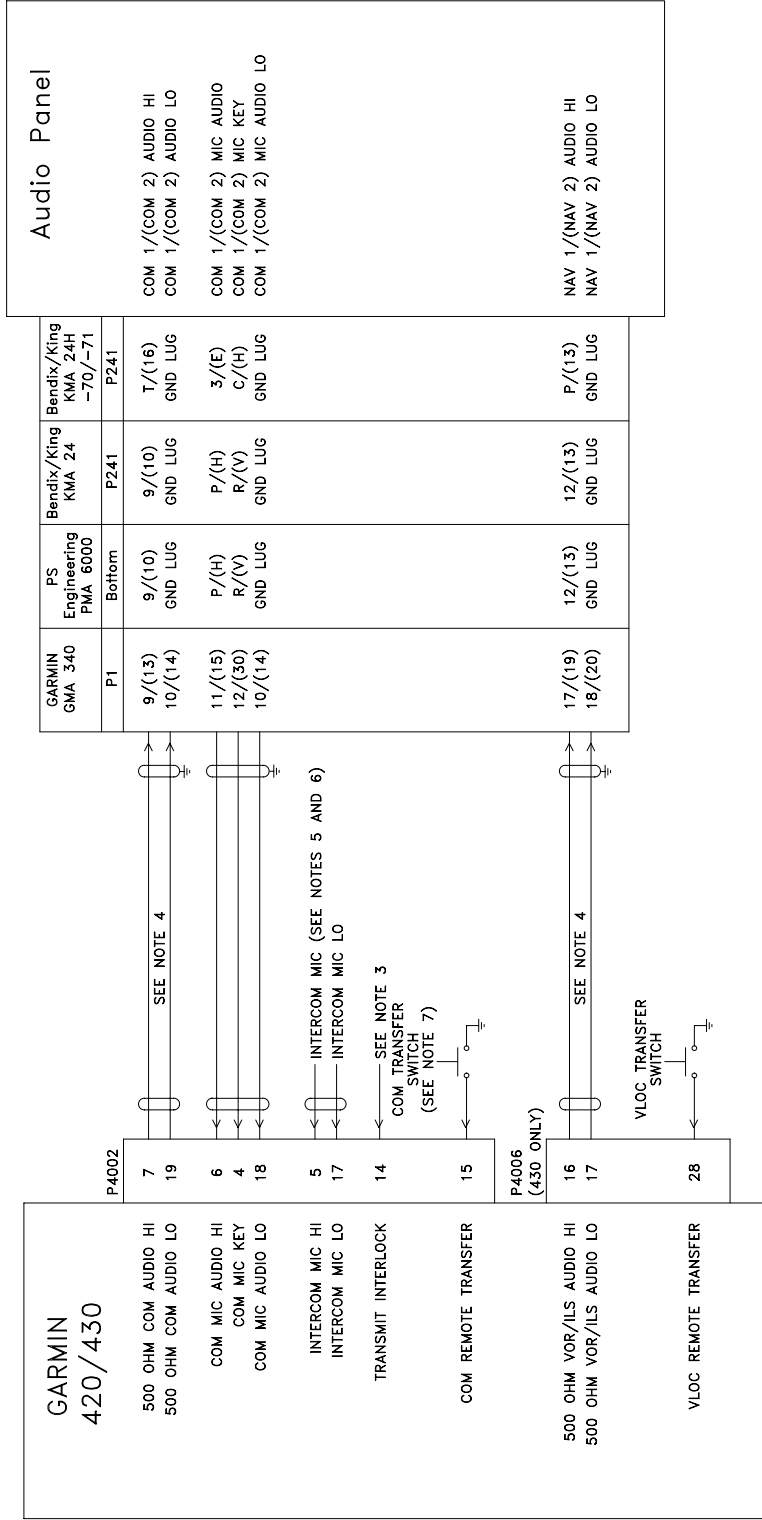 GARMIN
420/430
500 OHM COM AUDIO HI
500 OHM COM AUDIO LO
COM MIC AUDIO HI
COM MIC KEY
COM MIC AUDIO LO
INTERCOM MIC HI
INTERCOM MIC LO
TRANSMIT INTERLOCK
COM REMOTE TRANSFER
500 OHM VOR/ILS AUDIO HI
500 OHM VOR/ILS AUDIO LO
VLOC REMOTE TRANSFER
P4002
7
19
6
4
18
5
17
14
15
P4006
(430 ONLY)
16
17
28
SEE NOTE 4
INTERCOM MIC (SEE NOTES 5 AND 6)
INTERCOM MIC LO
SEE NOTE 3
COM TRANSFER
SWITCH
(SEE NOTE 7)
SEE NOTE 4
VLOC TRANSFER
SWITCH
GARMIN
GMA 340
P1
9/(13)
10/(14)
11/(15)
12/(30)
10/(14)
17/(19)
18/(20)
PS
Engineering
PMA 6000
Bottom
9/(10)
GND LUG
P/(H)
R/(V)
GND LUG
12/(13)
GND LUG
Bendix/King
KMA 24
P241
9/(10)
GND LUG
P/(H)
R/(V)
GND LUG
12/(13)
GND LUG
Bendix/King
KMA 24H
-70/-71
P241
T/(16)
GND LUG
3/(E)
C/(H)
GND LUG
P/(13)
GND LUG
Audio Panel
COM 1/(COM 2) AUDIO HI
COM 1/(COM 2) AUDIO LO
COM 1/(COM 2) MIC AUDIO
COM 1/(COM 2) MIC KEY
COM 1/(COM 2) MIC AUDIO LO
NAV 1/(NAV 2) AUDIO HI
NAV 1/(NAV 2) AUDIO LO